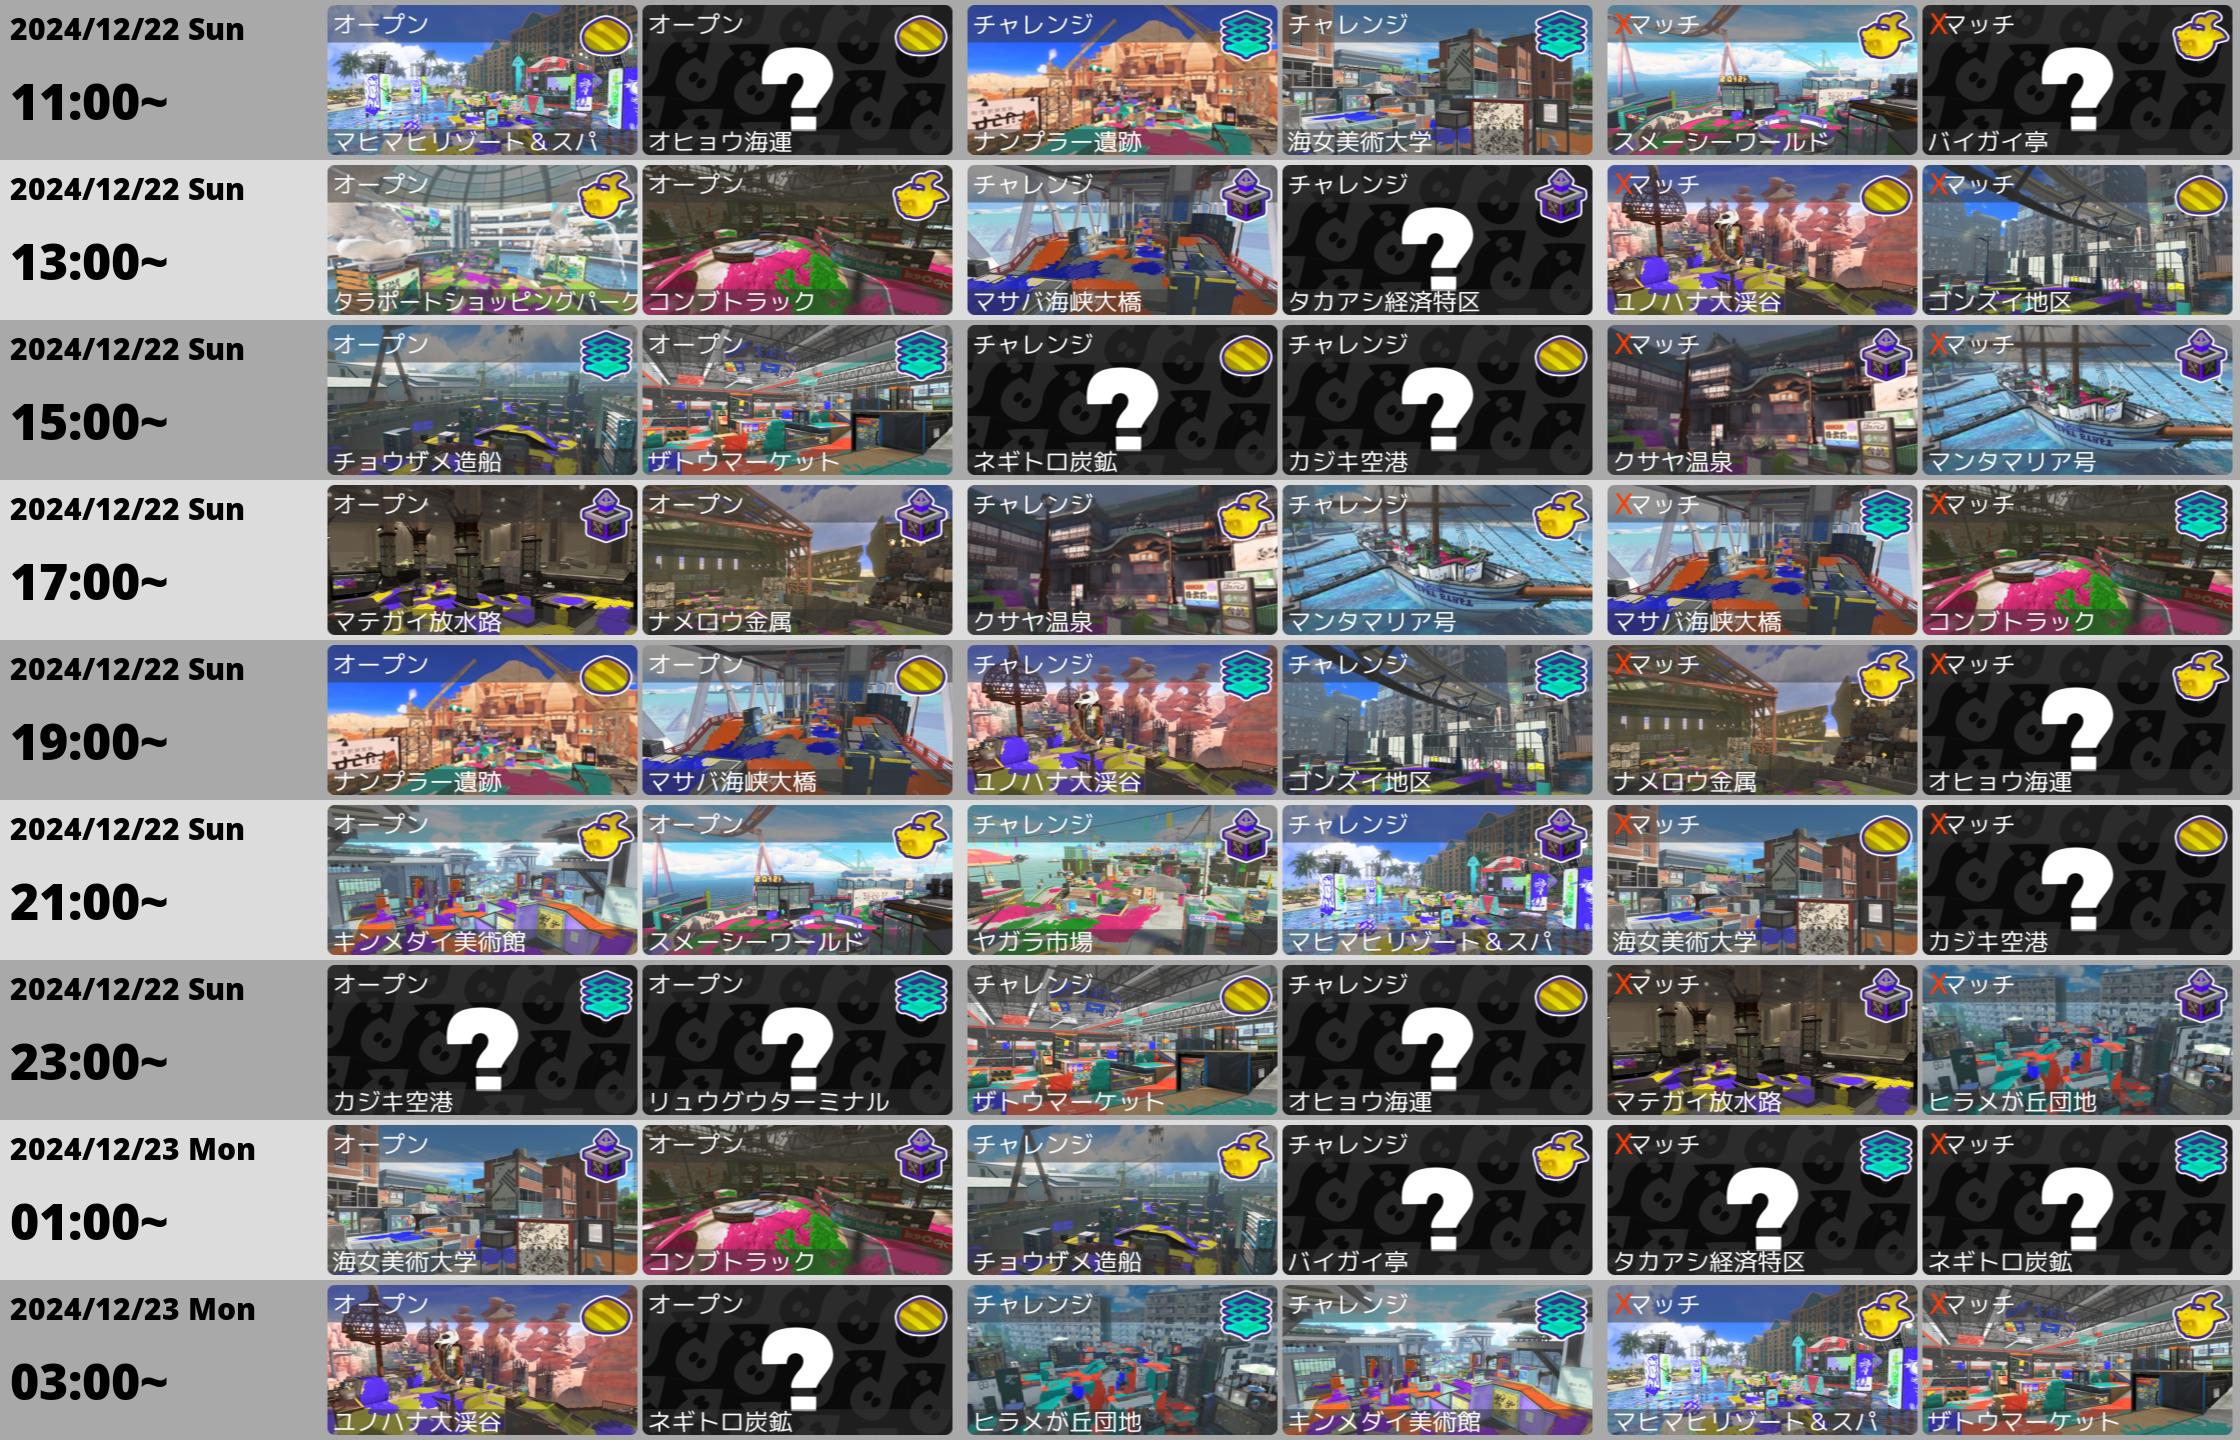 2024/12/22 Sun
11:00~
オープン
マヒマヒリゾート&スパ
オープン
オヒョウ海運
チャレンジ
ナンプラー遺跡
チャレンジ
海女美術大学
Xマッチ
スメーシーワールド
Xマッチ
バイガイ亭
2024/12/22 Sun
13:00~
オープン
タラポートショッピングパーク
オープン
コンブトラック
チャレンジ
マサバ海峡大橋
チャレンジ
タカアシ経済特区
Xマッチ
ユノハナ大渓谷
Xマッチ
ゴンズイ地区
2024/12/22 Sun
15:00~
オープン
チョウザメ造船
オープン
ザトウマーケット
チャレンジ
ネギトロ炭鉱
チャレンジ
カジキ空港
Xマッチ
クサヤ温泉
Xマッチ
マンタマリア号
2024/12/22 Sun
17:00~
オープン
マテガイ放水路
オープン
ナメロウ金属
チャレンジ
クサヤ温泉
チャレンジ
マンタマリア号
Xマッチ
マサバ海峡大橋
Xマッチ
コンブトラック
2024/12/22 Sun
19:00~
オープン
ナンプラー遺跡
オープン
マサバ海峡大橋
チャレンジ
ユノハナ大渓谷
チャレンジ
ゴンズイ地区
Xマッチ
ナメロウ金属
Xマッチ
オヒョウ海運
2024/12/22 Sun
21:00~
オープン
キンメダイ美術館
オープン
スメーシーワールド
チャレンジ
ヤガラ市場
チャレンジ
マヒマヒリゾート&スパ
Xマッチ
海女美術大学
Xマッチ
カジキ空港
2024/12/22 Sun
23:00~
オープン
カジキ空港
オープン
リュウグウターミナル
チャレンジ
ザトウマーケット
チャレンジ
オヒョウ海運
Xマッチ
マテガイ放水路
Xマッチ
ヒラメが丘団地
2024/12/23 Mon
01:00~
オープン
海女美術大学
オープン
コンブトラック
チャレンジ
チョウザメ造船
チャレンジ
バイガイ亭
Xマッチ
タカアシ経済特区
Xマッチ
ネギトロ炭鉱
2024/12/23 Mon
03:00~
オープン
ユノハナ大渓谷
オープン
ネギトロ炭鉱
チャレンジ
ヒラメが丘団地
チャレンジ
キンメダイ美術館
Xマッチ
マヒマヒリゾート&スパ
Xマッチ
ザトウマーケット